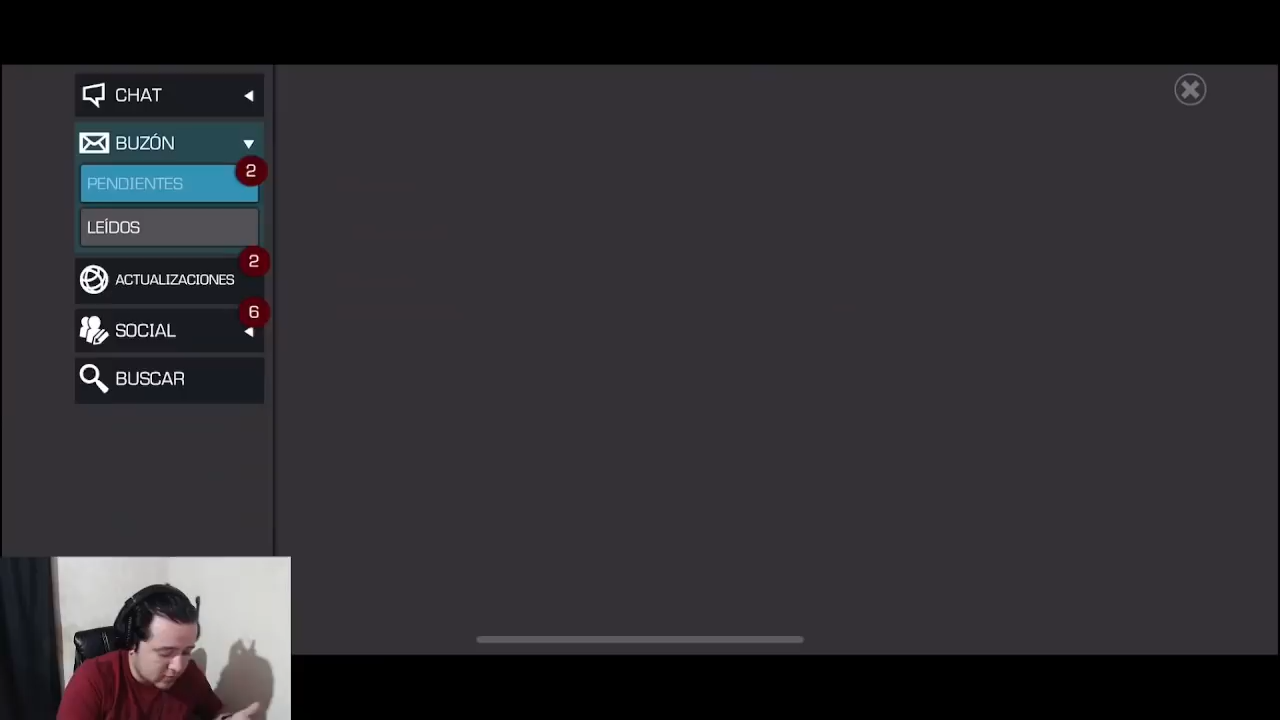 CHAT
BUZÓN
2
PENDIENTES
LEÍDOS
2
ACTUALIZACIONES
6
SOCIAL
BUSCAR